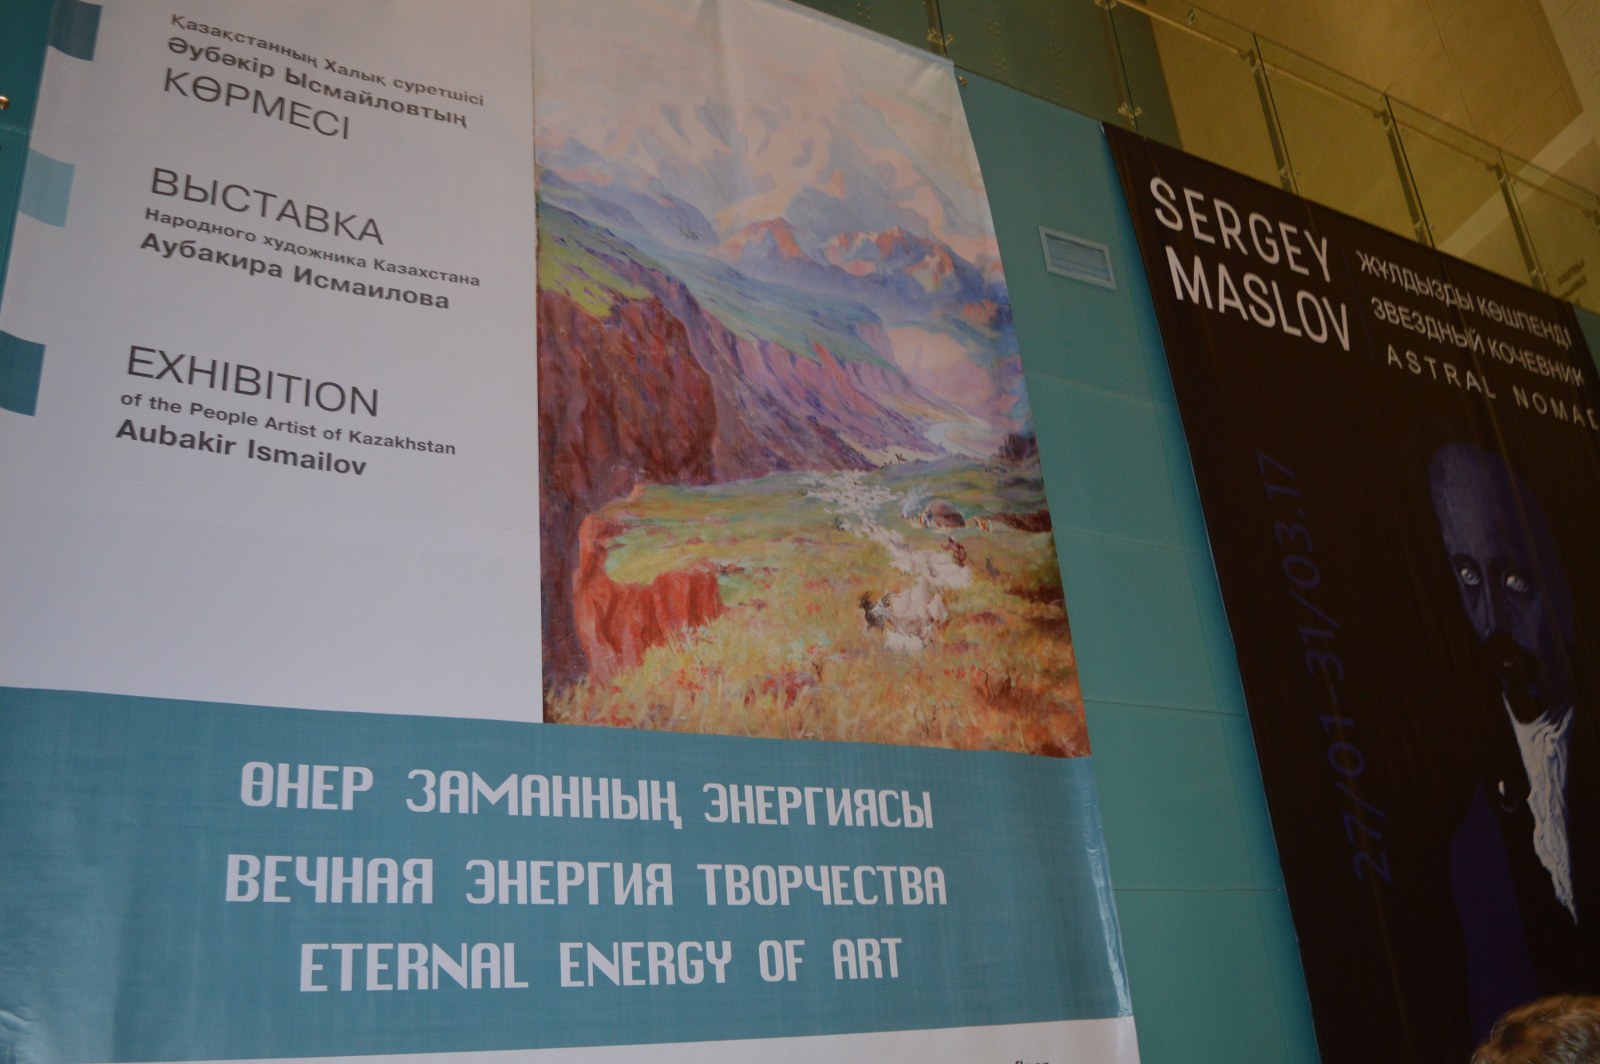 Қазақстанның Халық суретшісі
Әубәкір Ысмайловтың
КӨРМЕСІ
ВЫСТАВКА
Народного художника Казахстана
Аубакира Исмаилова
EXHIBITION
of the People Artist of Kazakhstan
Aubakir Ismailov
ӨНЕР ЗАМАННЫҢ ЭНЕРГИЯСЫ
ВЕЧНАЯ ЭНЕРГИЯ ТВОРЧЕСТВА
ETERNAL ENERGY OF ART
SERGEY
MASLOV
ЖҰЛДЫЗДЫ КӨШПЕНДІ
ЗВЕЗДНЫЙ КОЧЕВНИК
ASTRAL NOMAD
27/01-31/03.17